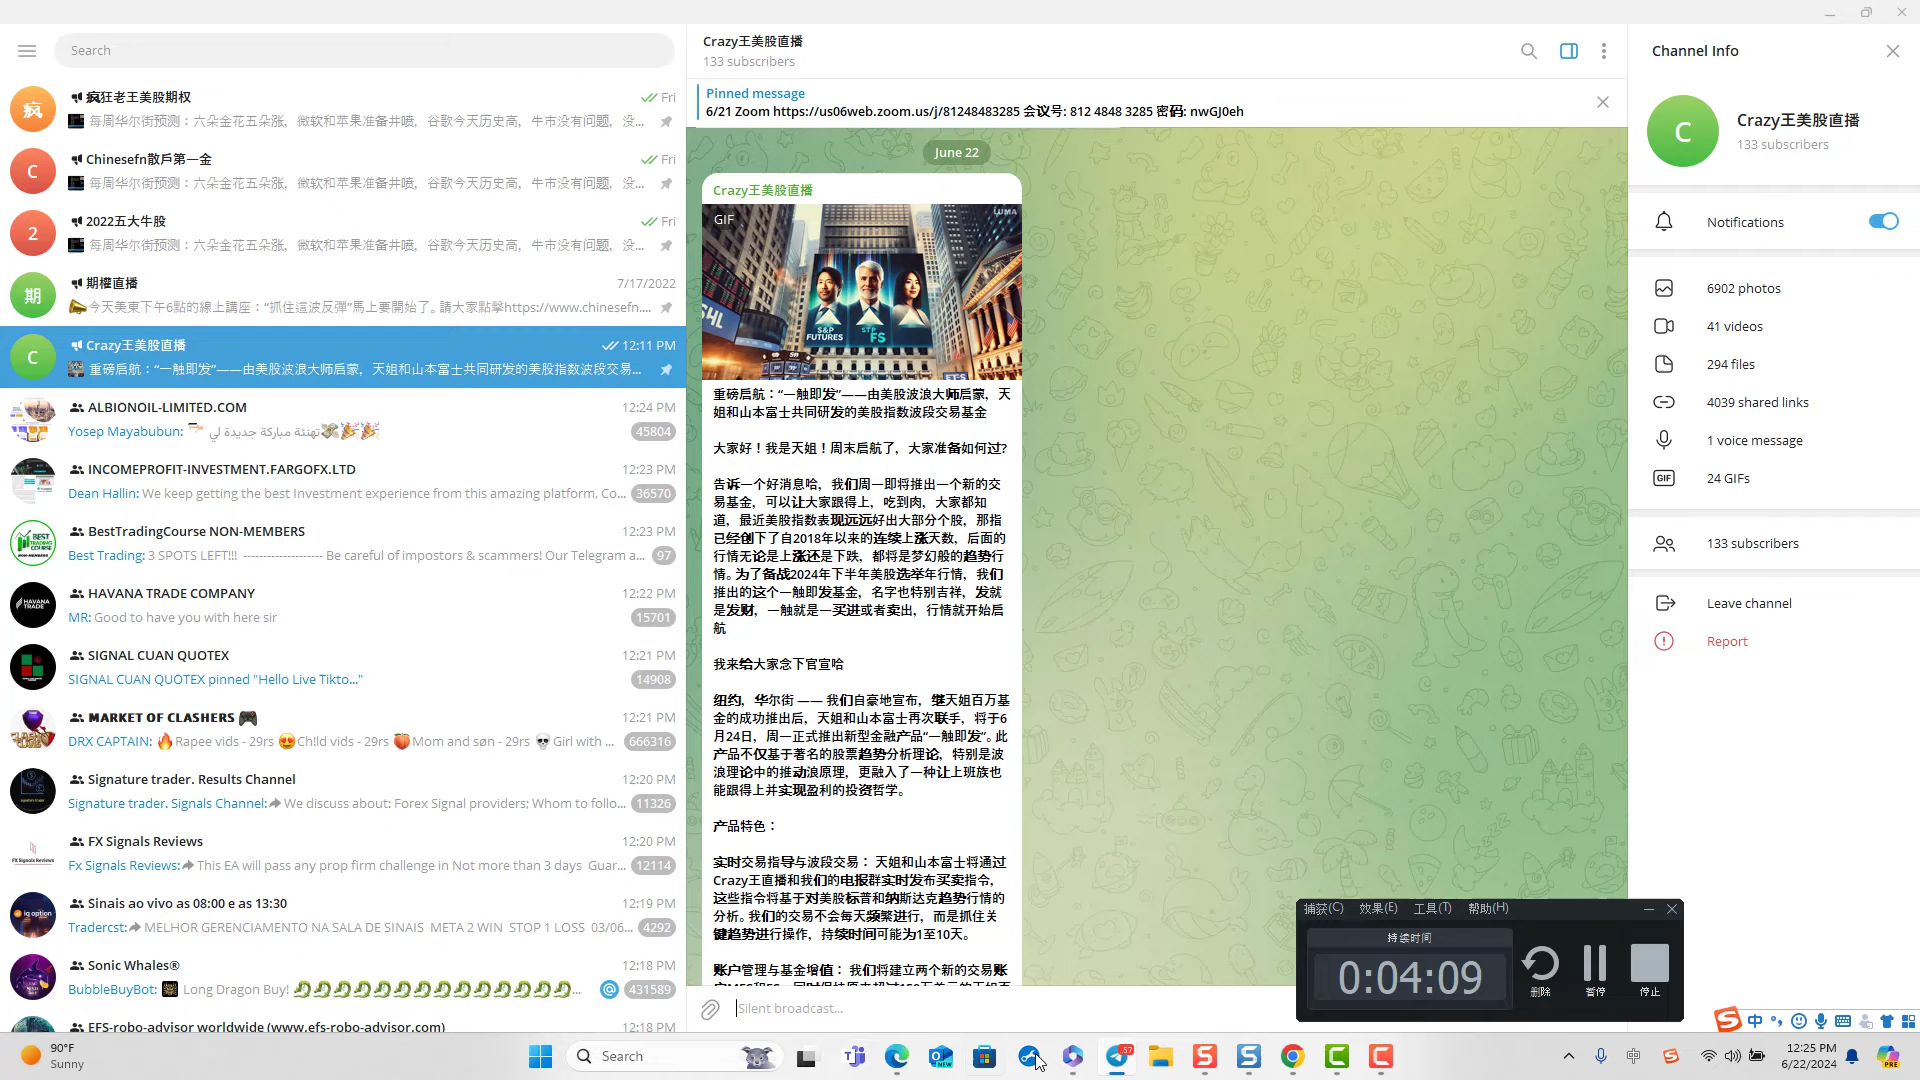 Search
疯
疯狂老王美股期权
Fri
每周华尔街预测：六朵金花五朵涨，微软和苹果准备井喷，谷歌今天历史高，牛市没有问题，没...
C
Chinesefn散戶第一金
Fri
每周华尔街预测：六朵金花五朵涨，微软和苹果准备井喷，谷歌今天历史高，牛市没有问题，没...
2
2022五大牛股
Fri
每周华尔街预测：六朵金花五朵涨，微软和苹果准备井喷，谷歌今天历史高，牛市没有问题，没...
期
期權直播
7/17/2022
今天美東下午6點的線上講座：“抓住這波反彈”馬上要開始了。請大家點擊https://www.chinesefn....
C
Crazy王美股直播
12:11 PM
重磅启航：“一触即发”——由美股波浪大师启蒙，天姐和山本富士共同研发的美股指数波段交易...
ALBIONOIL-LIMITED.COM
12:24 PM
Yosep Mayabubun: تهنئة مباركة جديدة لي
45804
INCOMEPROFIT-INVESTMENT.FARGOFX.LTD
12:23 PM
Dean Hallin: We keep getting the best Investment experience from this amazing platform, Co...
36570
BEST TRADING COURSE
BestTradingCourse NON-MEMBERS
12:23 PM
Best Trading: 3 SPOTS LEFT!!! -------------------- Be careful of impostors & scammers! Our Telegram a...
97
HAVANA TRADE
HAVANA TRADE COMPANY
12:22 PM
MR: Good to have you with here sir
15701
SIGNAL CUAN QUOTEX
12:21 PM
SIGNAL CUAN QUOTEX pinned "Hello Live Tikto..."
14908
MARKET OF CLASHERS 🎮
12:21 PM
DRX CAPTAIN: 🔥Rapee vids - 29rs 😍Ch!ld vids - 29rs 🍑Mom and søn - 29rs 💀Girl with ...
666316
Signature trader. Results Channel
12:20 PM
Signature trader. Signals Channel: We discuss about: Forex Signal providers; Whom to follo...
11326
FX Signals Reviews
FX Signals Reviews
12:20 PM
Fx Signals Reviews: This EA will pass any prop firm challenge in Not more than 3 days Guar...
12114
iq option
Sinais ao vivo as 08:00 e as 13:30
12:19 PM
Tradercst: MELHOR GERENCIAMENTO NA SALA DE SINAIS META 2 WIN STOP 1 LOSS 03/06...
4292
Sonic Whales®
12:18 PM
BubbleBuyBot: Long Dragon Buy! 🐉🐉🐉🐉🐉🐉🐉🐉🐉🐉🐉🐉🐉🐉...
@
431589
EFS-robo-advisor worldwide (www.efs-robo-advisor.com)
12:18 PM
Crazy王美股直播
133 subscribers
Pinned message
6/21 Zoom https://us06web.zoom.us/j/81248483285 会议号: 812 4848 3285 密码: nwGJ0eh
June 22
Crazy王美股直播
GIF
LUMA
S&P FUTURES
STP FS
重磅启航：“一触即发”——由美股波浪大师启蒙，天
姐和山本富士共同研发的美股指数波段交易基金
大家好！我是天姐！周末启航了，大家准备如何过?
告诉一个好消息哈，我们周一即将推出一个新的交
易基金，可以让大家跟得上，吃到肉，大家都知
道，最近美股指数表现远远好出大部分个股，那指
已经创下了自2018年以来的连续上涨天数，后面的
行情无论是上涨还是下跌，都将是梦幻般的趋势行
情。为了备战2024年下半年美股选举年行情，我们
推出的这个一触即发基金，名字也特别吉祥，发就
是发财，一触就是一买进或者卖出，行情就开始启
航
我来给大家念下官宣哈
纽约，华尔街 —— 我们自豪地宣布，继天姐百万基
金的成功推出后，天姐和山本富士再次联手，将于6
月24日，周一正式推出新型金融产品“一触即发”。此
产品不仅基于著名的股票趋势分析理论，特别是波
浪理论中的推动浪原理，更融入了一种让上班族也
能跟得上并实现盈利的投资哲学。
产品特色：
实时交易指导与波段交易： 天姐和山本富士将通过
Crazy王直播和我们的电报群实时发布买卖指令，
这些指令将基于对美股标普和纳斯达克趋势行情的
分析。我们的交易不会每天频繁进行，而是抓住关
键趋势进行操作，持续时间可能为1至10天。
账户管理与基金增值： 我们将建立两个新的交易账
Silent broadcast...
Channel Info
C
Crazy王美股直播
133 subscribers
Notifications
6902 photos
41 videos
294 files
4039 shared links
1 voice message
GIF
24 GIFs
133 subscribers
Leave channel
Report
捕获(C) 效果(E) 工具(T) 帮助(H)
持续时间
0:04:09
删除
暂停
停止
中
90°F
Sunny
Search
NEW
.57
12:25 PM
6/22/2024
PRE